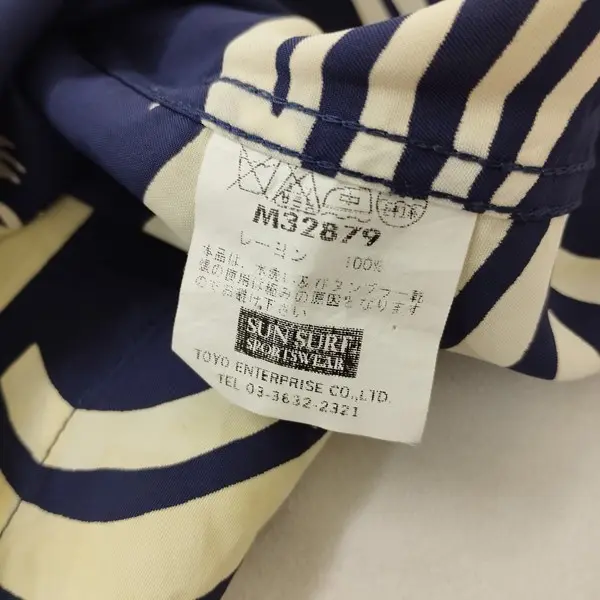 M32879
レーヨン 100%
本品は、水洗い及びタンブラー乾
燥の使用は縮みの原因となります
のでお避け下さい
SUN SURF
SPORTSWEAR
TOYO ENTERPRISE CO.,LTD.
TEL 03-3632-2321